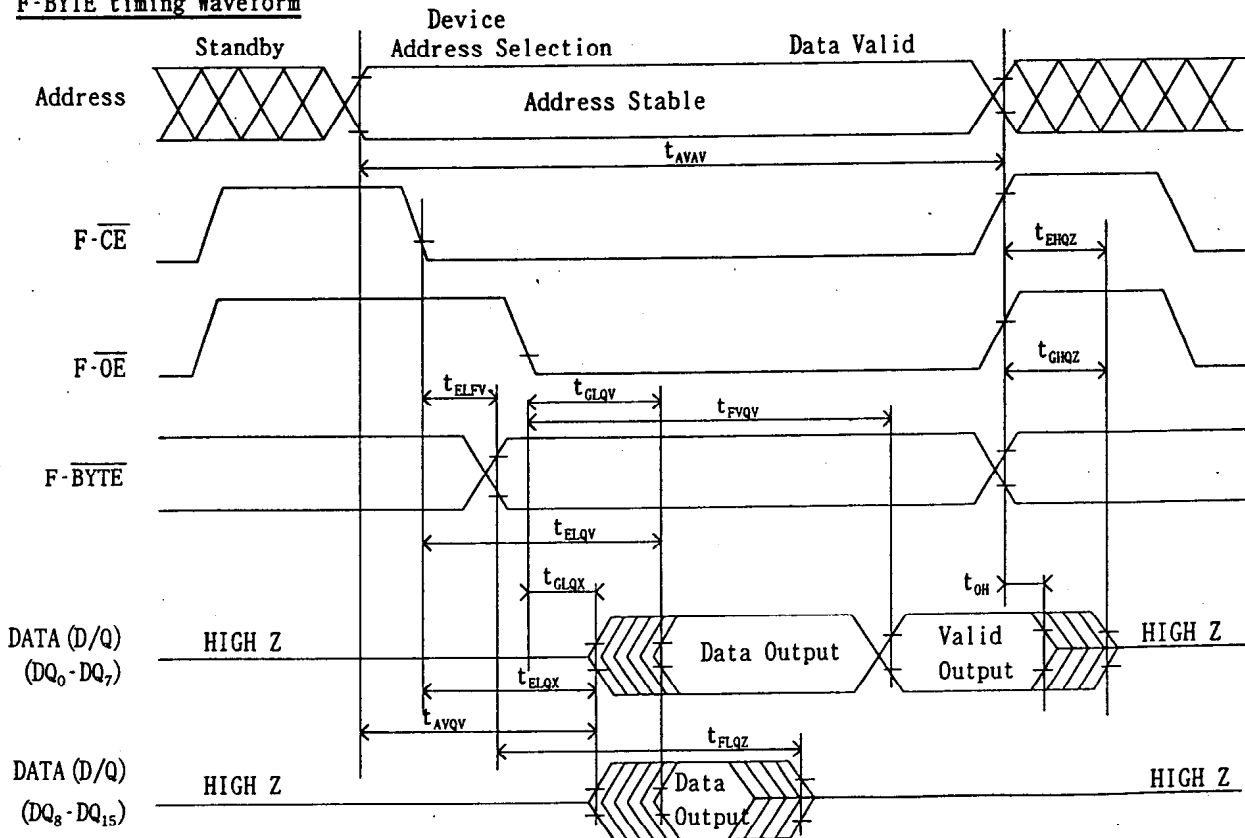 F-BYTE timing Waveform
Standby
Device
Address Selection
Data Valid
Address
Address Stable
tAVAV
F-CE
tEHQZ
F-OE
tGHQZ
tELFV
tGLQV
tFVQV
F-BYTE
tELQV
tGLQX
tOH
DATA(D/Q)
(DQ0-DQ7)
HIGH Z
Data Output
Valid
Output
HIGH Z
tELQX
tAVQV
tFLQZ
DATA(D/Q)
(DQ8-DQ15)
HIGH Z
Data
Output
HIGH Z